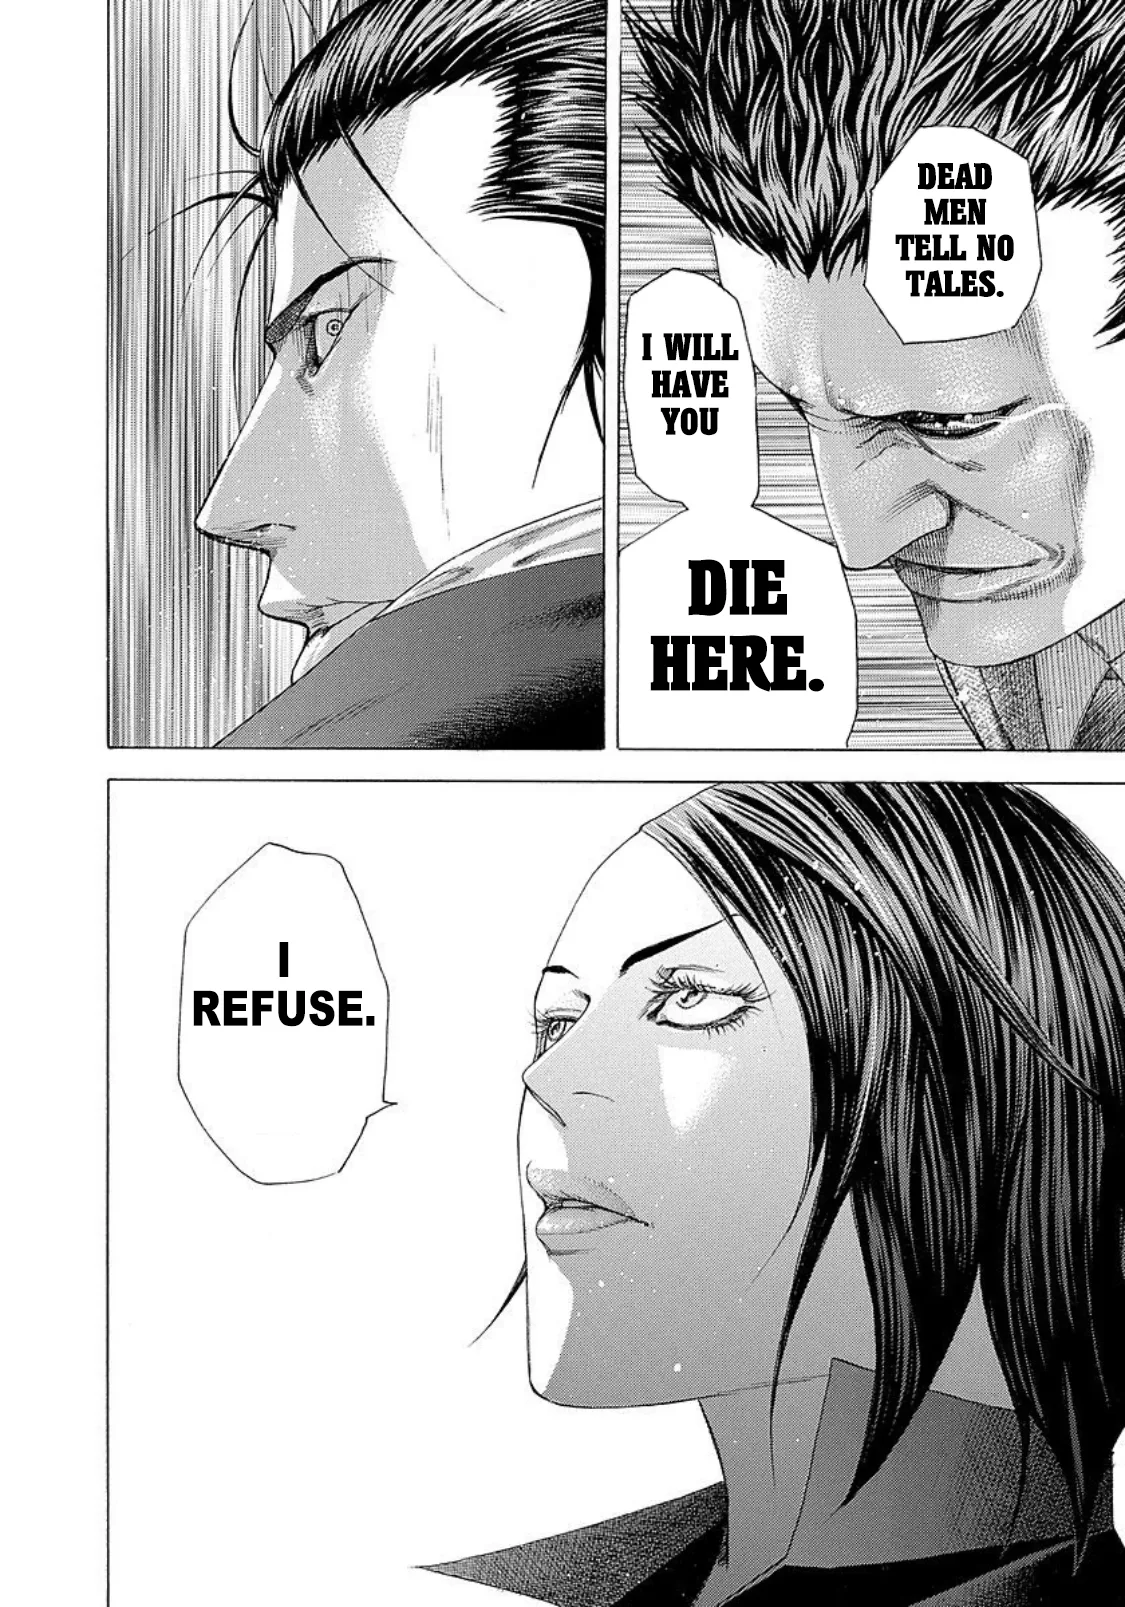 DEAD
MEN
TELL NO
TALES.
I WILL
HAVE
YOU
DIE
HERE.
I
REFUSE.